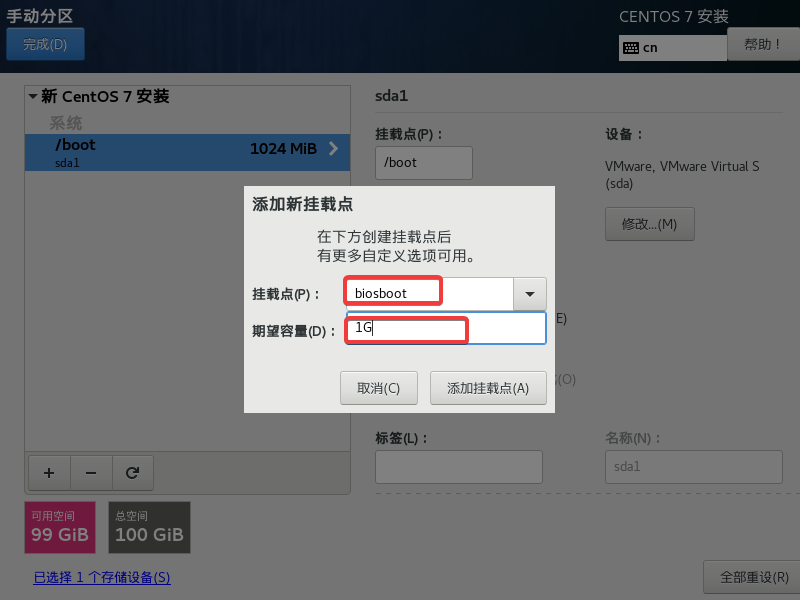 手动分区
CENTOS 7 安装
完成(D)
cn
帮助！
新 CentOS 7 安装
系统
/boot
1024 MiB
sda1
sda1
挂载点(P)：
/boot
设备：
VMware, VMware Virtual S
(sda)
修改...(M)
添加新挂载点
在下方创建挂载点后
有更多自定义选项可用。
挂载点(P)：
biosboot
期望容量(D)：
1G
取消(C)
添加挂载点(A)
E)
(O)
标签(L)：
名称(N)：
sda1
可用空间
99 GiB
总空间
100 GiB
已选择 1 个存储设备(S)
全部重设(R)